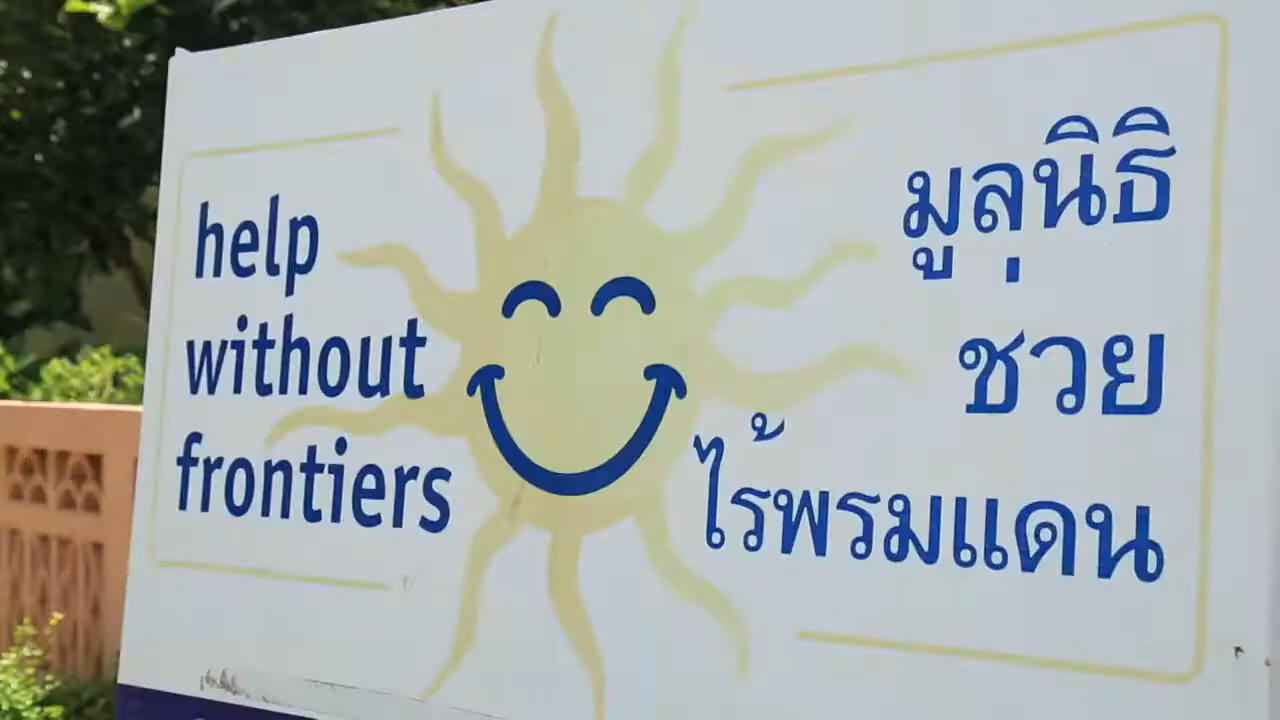 help
without
frontiers
มูลนิธิ
ช่วย
ไร้พรมแดน